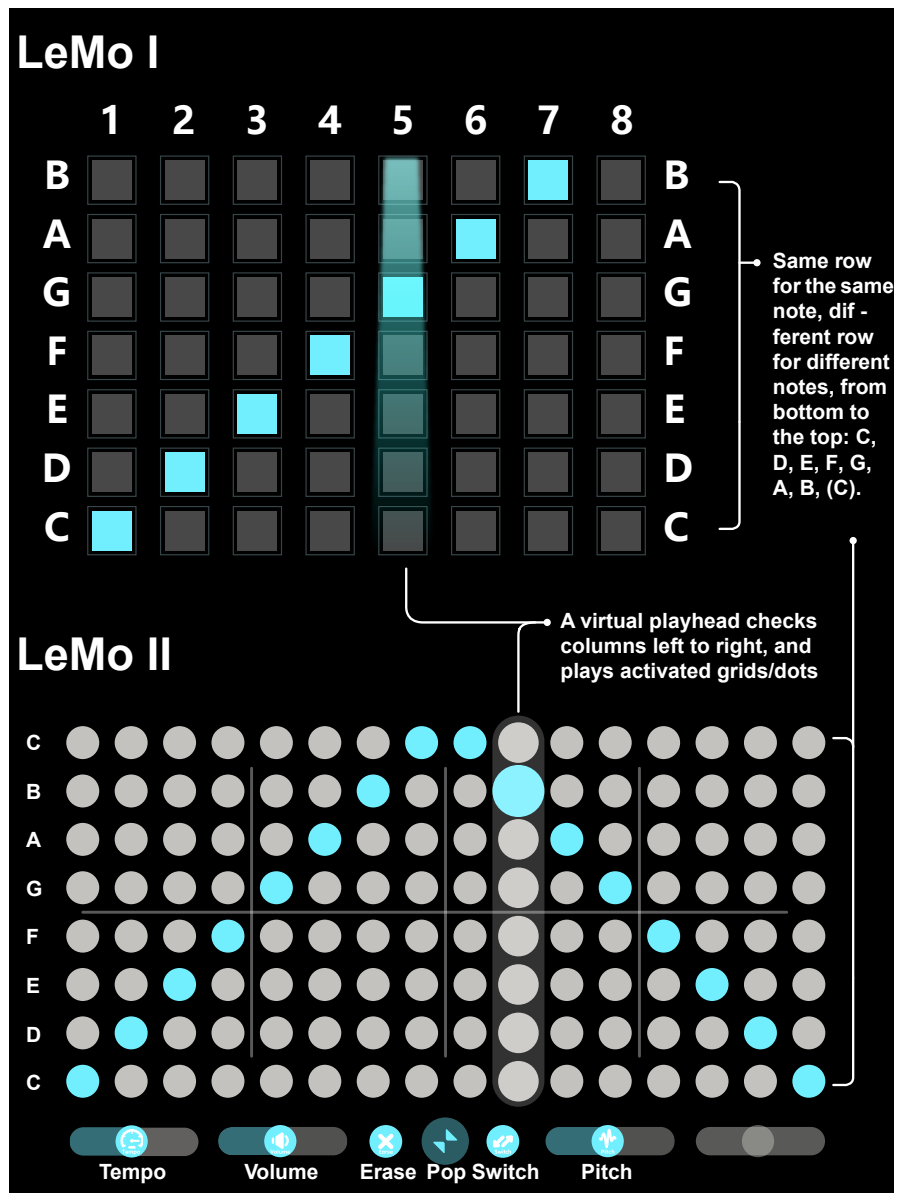 LeMo I
1 2 3 4 5 6 7 8
B B
A A
G G
F F
E E
D D
C C
Same row
for the same
note, dif -
ferent row
for different
notes, from
bottom to
the top: C,
D, E, F, G,
A, B, (C).
A virtual playhead checks
columns left to right, and
plays activated grids/dots
LeMo II
C
B
A
G
F
E
D
C
Tempo Volume Erase Pop Switch Pitch